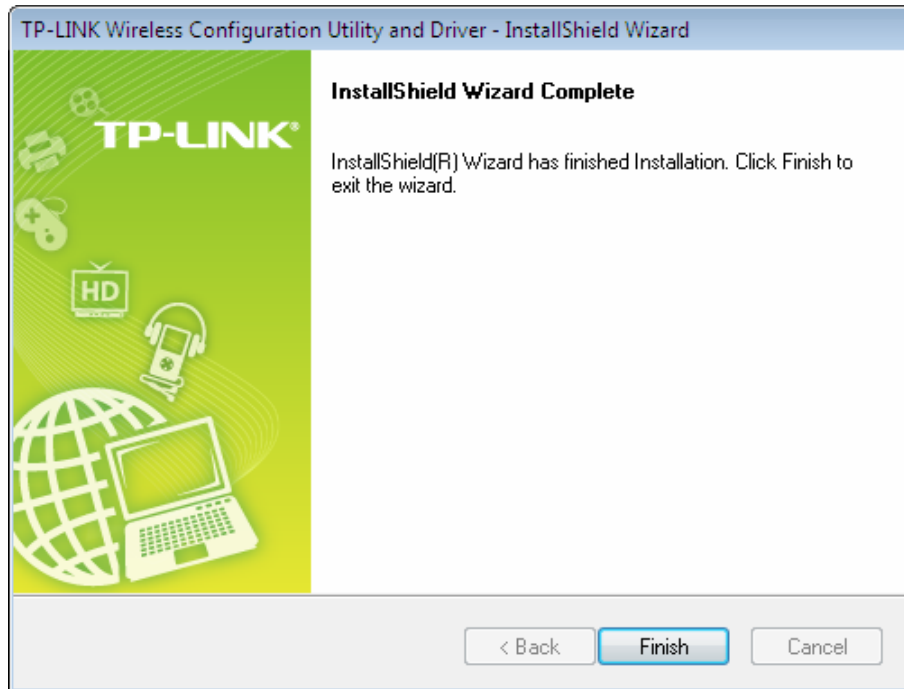 TP-LINK Wireless Configuration Utility and Driver - InstallShield Wizard
TP-LINK®
InstallShield Wizard Complete
InstallShield(R) Wizard has finished Installation. Click Finish to
exit the wizard.
HD
< Back
Finish
Cancel